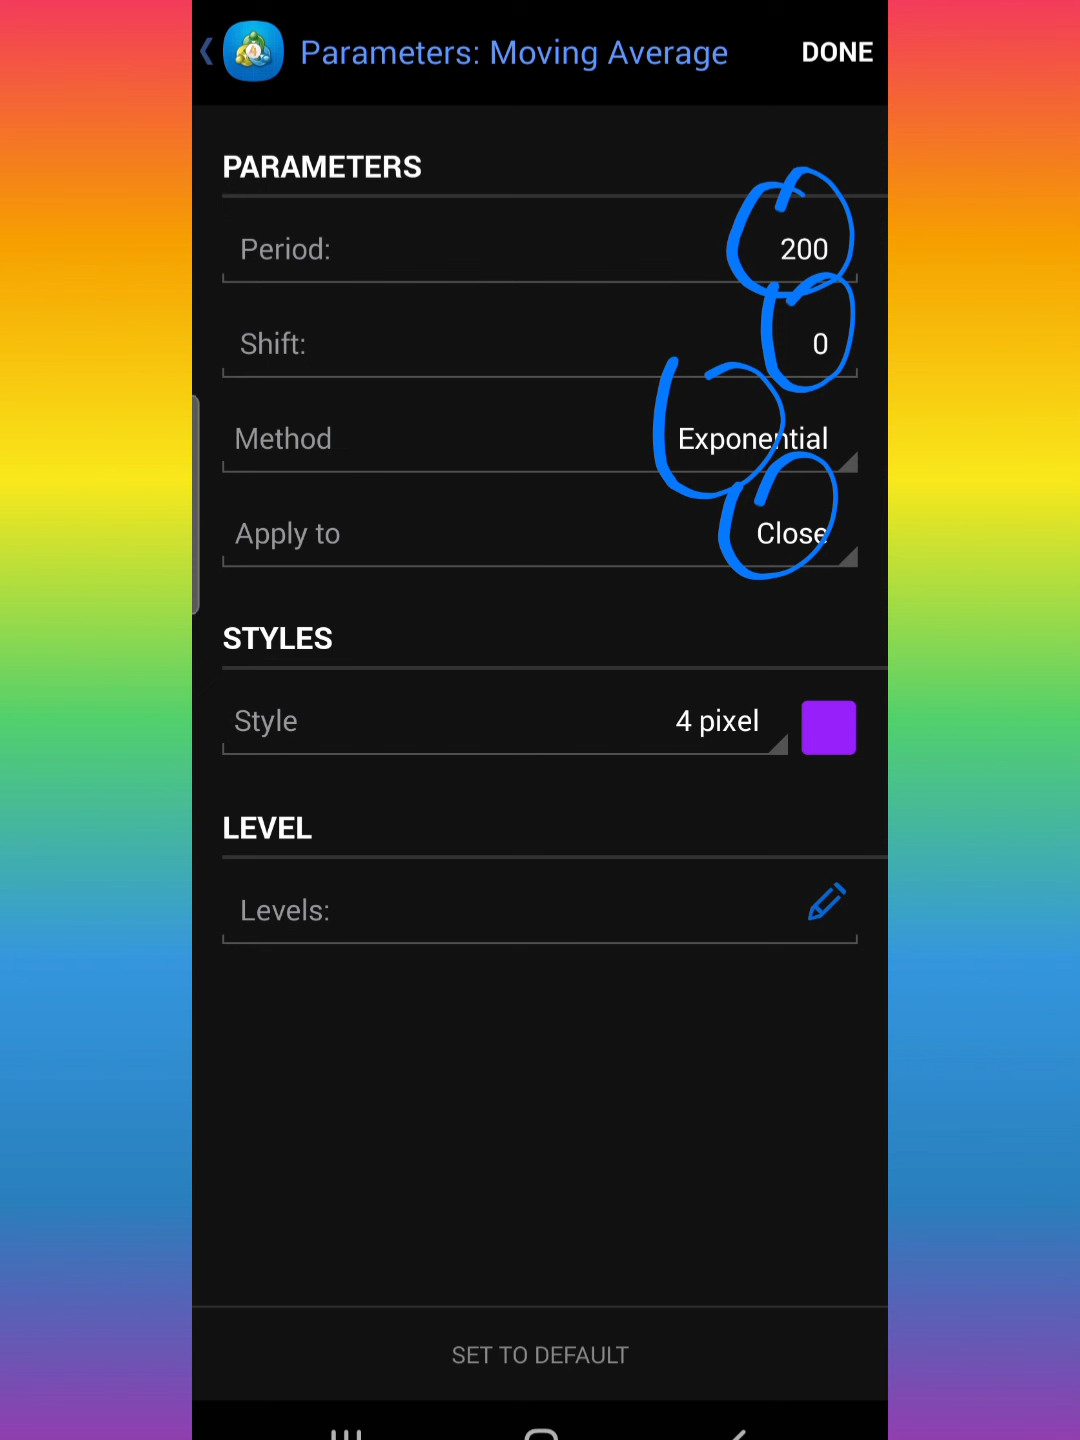 Parameters: Moving Average DONE
PARAMETERS
Period: 200
Shift: 0
Method Exponential
Apply to Close
STYLES
Style 4 pixel
LEVEL
Levels:
SET TO DEFAULT